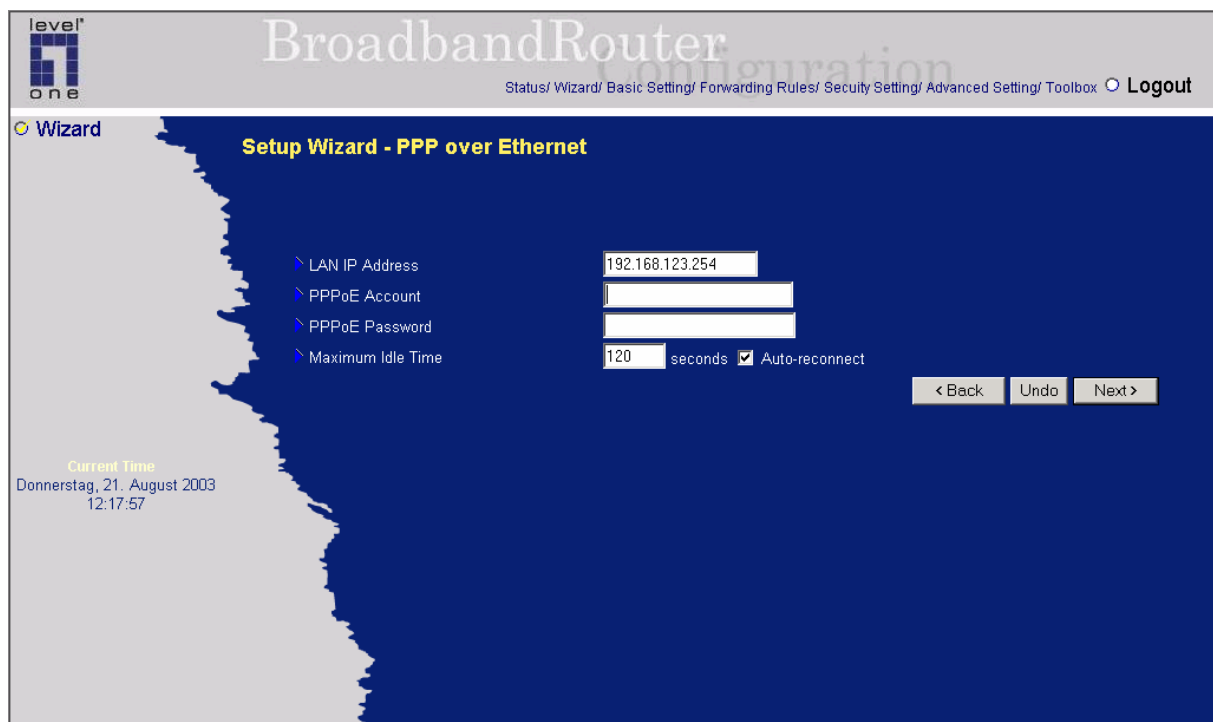 level°
one
BroadbandRouter
Configuration
Status/ Wizard/ Basic Setting/ Forwarding Rules/ Secuity Setting/ Advanced Setting/ Toolbox Logout
Wizard
Setup Wizard - PPP over Ethernet
LAN IP Address 192.168.123.254
PPPoE Account
PPPoE Password
Maximum Idle Time 120 seconds Auto-reconnect
< Back Undo Next >
Current Time
Donnerstag, 21. August 2003
12:17:57